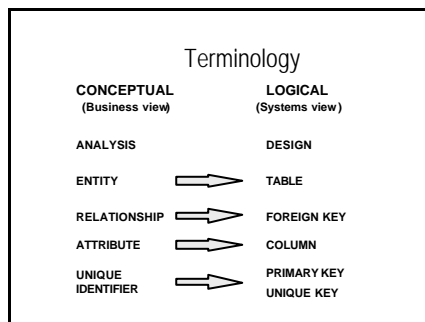 Terminology
CONCEPTUAL LOGICAL
(Business view) (Systems view)
ANALYSIS DESIGN
ENTITY TABLE
RELATIONSHIP FOREIGN KEY
ATTRIBUTE COLUMN
UNIQUE IDENTIFIER PRIMARY KEY
UNIQUE KEY